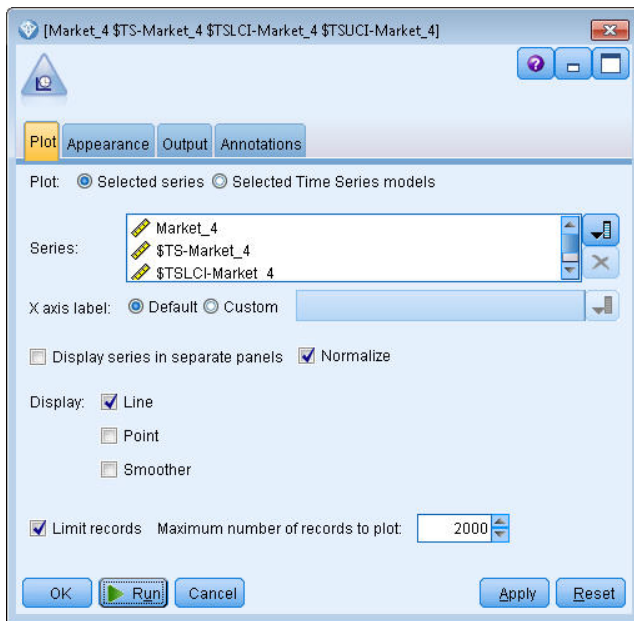 [Market_4 $TS-Market_4 $TSLCI-Market_4 $TSUCI-Market_4]
Plot Appearance Output Annotations
Plot: Selected series Selected Time Series models
Series:
Market_4
$TS-Market_4
$TSLCI-Market_4
X axis label: Default Custom
Display series in separate panels Normalize
Display: Line
Point
Smoother
Limit records Maximum number of records to plot: 2000
OK Run Cancel Apply Reset